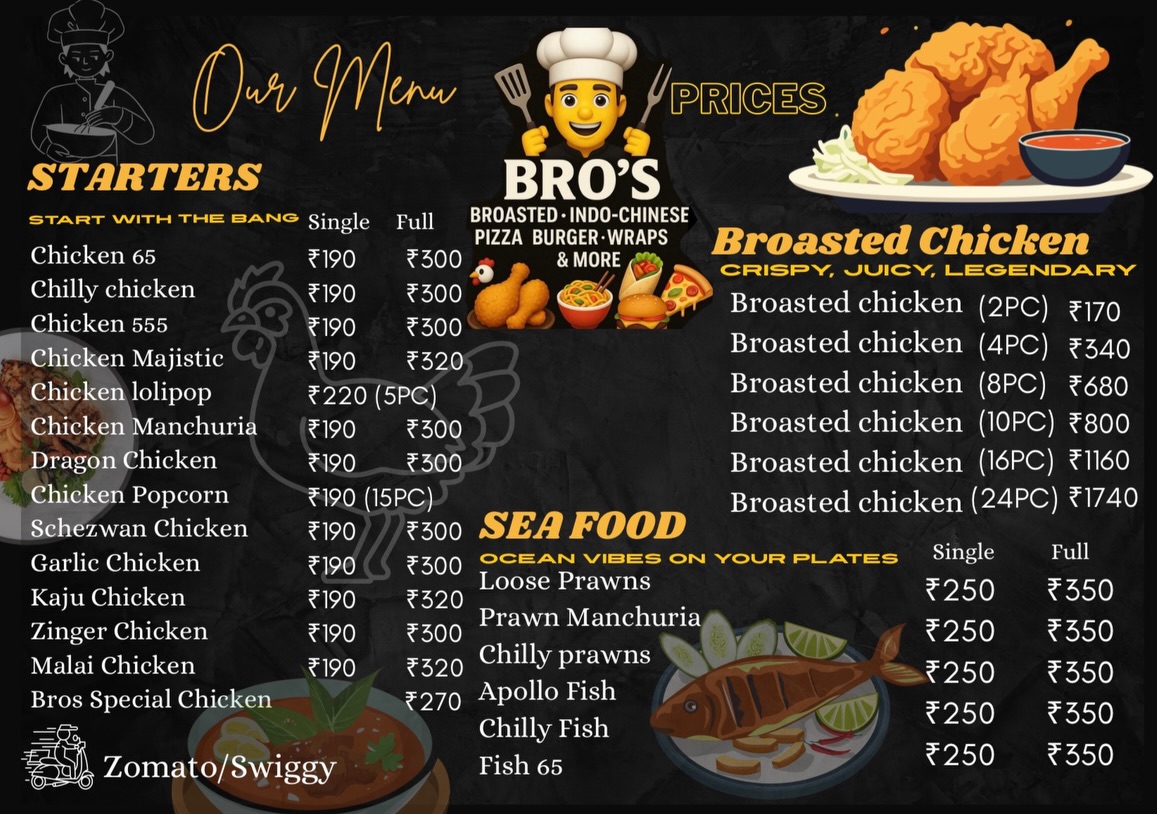 Our Menu
PRICES
BRO'S
BROASTED · INDO-CHINESE
PIZZA BURGER · WRAPS
& MORE
STARTERS
START WITH THE BANG Single Full
Chicken 65 ₹190 ₹300
Chilly chicken ₹190 ₹300
Chicken 555 ₹190 ₹300
Chicken Majistic ₹190 ₹320
Chicken lolipop ₹220 (5PC)
Chicken Manchuria ₹190 ₹300
Dragon Chicken ₹190 ₹300
Chicken Popcorn ₹190 (15PC)
Schezwan Chicken ₹190 ₹300
Garlic Chicken ₹190 ₹300
Kaju Chicken ₹190 ₹320
Zinger Chicken ₹190 ₹300
Malai Chicken ₹190 ₹320
Bros Special Chicken ₹270
Zomato/Swiggy
Broasted Chicken
CRISPY, JUICY, LEGENDARY
Broasted chicken (2PC) ₹170
Broasted chicken (4PC) ₹340
Broasted chicken (8PC) ₹680
Broasted chicken (10PC) ₹800
Broasted chicken (16PC) ₹1160
Broasted chicken (24PC) ₹1740
SEA FOOD
OCEAN VIBES ON YOUR PLATES Single Full
Loose Prawns ₹250 ₹350
Prawn Manchuria ₹250 ₹350
Chilly prawns ₹250 ₹350
Apollo Fish ₹250 ₹350
Chilly Fish ₹250 ₹350
Fish 65